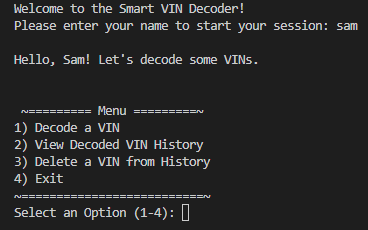 Welcome to the Smart VIN Decoder!
Please enter your name to start your session: sam
Hello, Sam! Let's decode some VINs.
~========= Menu =========~
1) Decode a VIN
2) View Decoded VIN History
3) Delete a VIN from History
4) Exit
~==========================~
Select an Option (1-4):